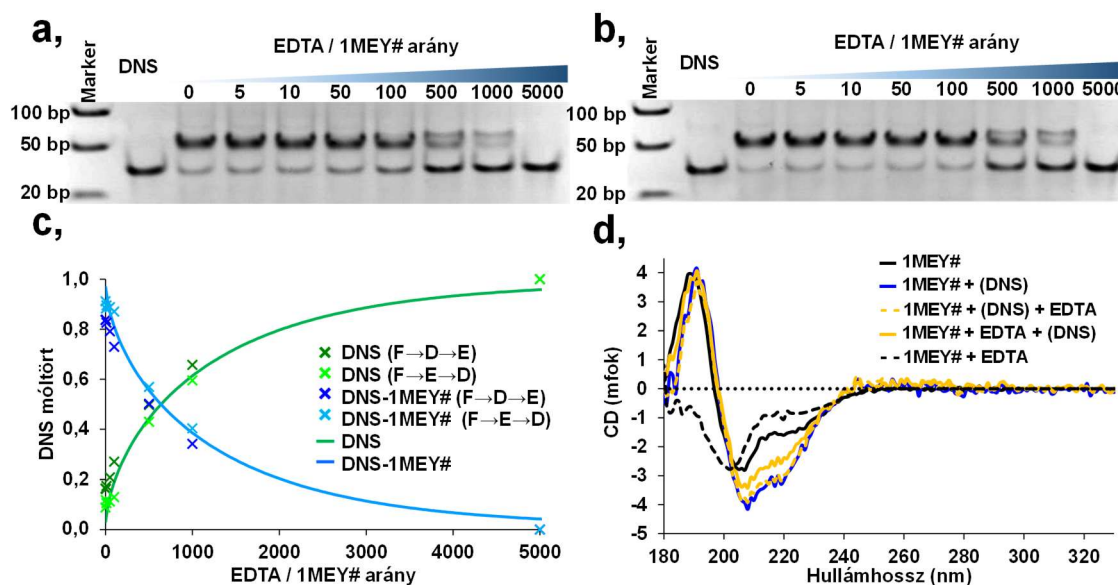 a,
EDTA / 1MEY# arány
Marker
DNS
0 5 10 50 100 500 1000 5000
100 bp
50 bp
20 bp
b,
EDTA / 1MEY# arány
Marker
DNS
0 5 10 50 100 500 1000 5000
100 bp
50 bp
20 bp
c,
DNS móltört
1,0
0,8
0,6
0,4
0,2
0,0
0 1000 2000 3000 4000 5000
EDTA / 1MEY# arány
DNS (F→D→E)
DNS (F→E→D)
DNS-1MEY# (F→D→E)
DNS-1MEY# (F→E→D)
DNS
DNS-1MEY#
d,
CD (mfok)
4
3
2
1
0
-1
-2
-3
-4
-5
180 200 220 240 260 280 300 320
Hullámhossz (nm)
1MEY#
1MEY# + (DNS)
1MEY# + (DNS) + EDTA
1MEY# + EDTA + (DNS)
1MEY# + EDTA